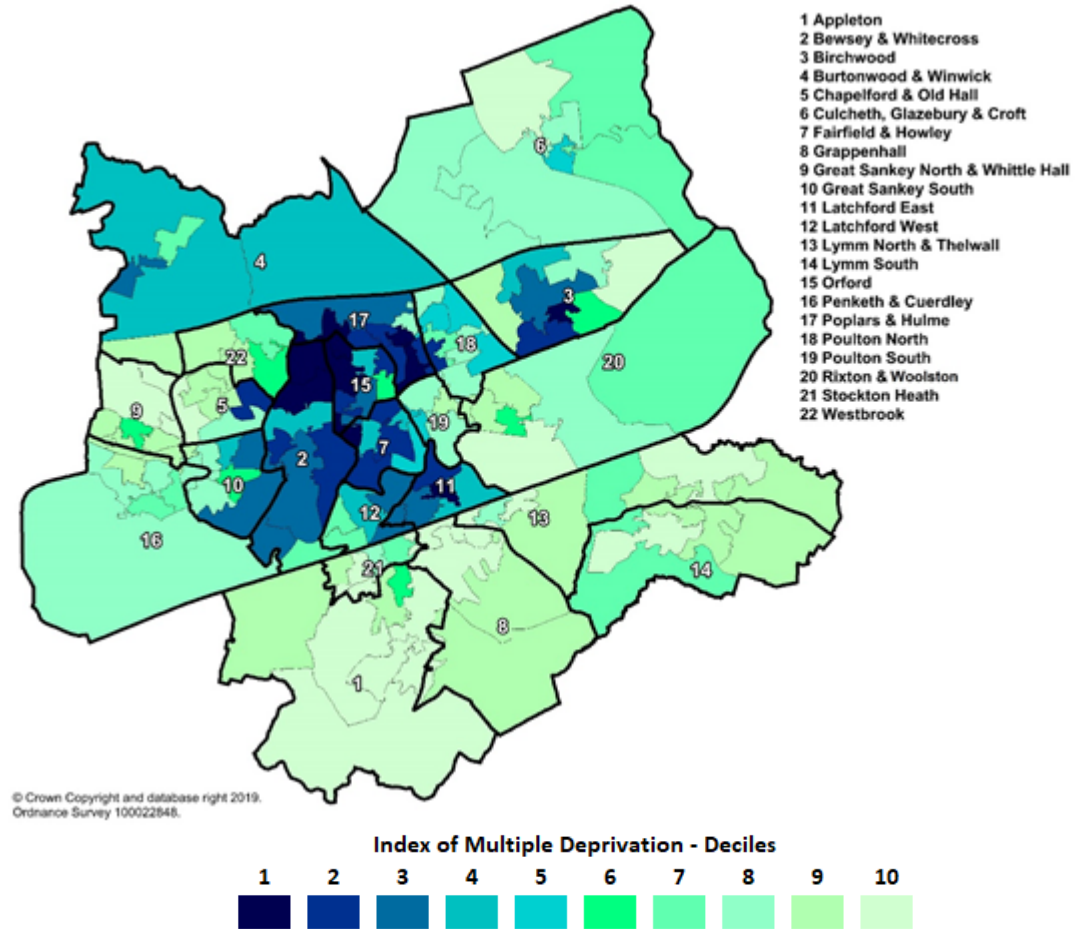 1 Appleton
2 Bewsey & Whitecross
3 Birchwood
4 Burtonwood & Winwick
5 Chapelford & Old Hall
6 Culcheth, Glazebury & Croft
7 Fairfield & Howley
8 Grappenhall
9 Great Sankey North & Whittle Hall
10 Great Sankey South
11 Latchford East
12 Latchford West
13 Lymm North & Thelwall
14 Lymm South
15 Orford
16 Penketh & Cuerdley
17 Poplars & Hulme
18 Poulton North
19 Poulton South
20 Rixton & Woolston
21 Stockton Heath
22 Westbrook
6
4
3
17
18
22
20
15
5
9
19
7
2
10
11
12
13
16
21
14
8
1
© Crown Copyright and database right 2019.
Ordnance Survey 100022848.
Index of Multiple Deprivation - Deciles
1 2 3 4 5 6 7 8 9 10